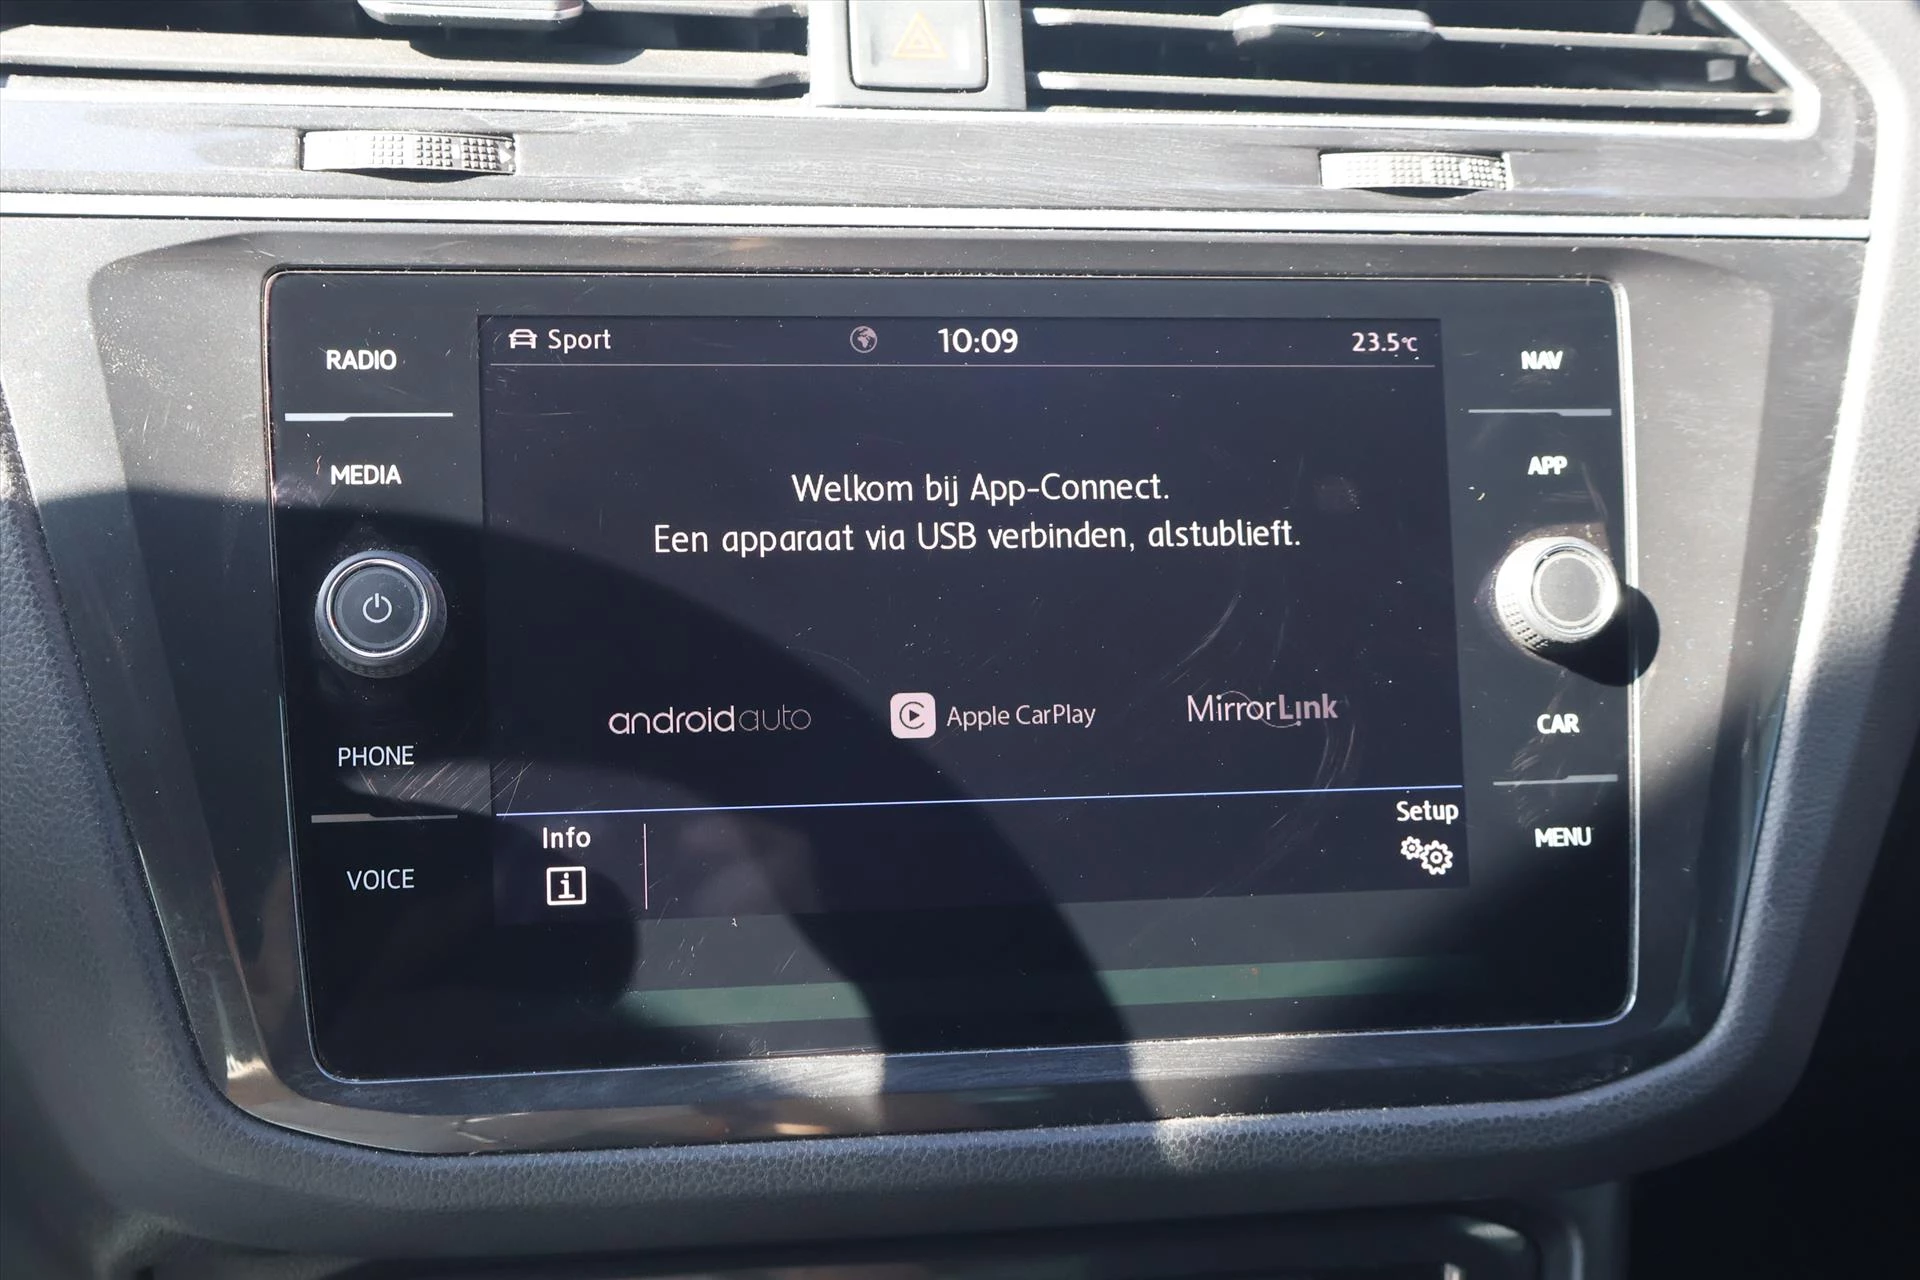 Sport 10:09 23.5°C
RADIO
MEDIA
PHONE
VOICE
Welkom bij App-Connect.
Een apparaat via USB verbinden, alstublieft.
androidauto Apple CarPlay MirrorLink
Info
Setup
NAV
APP
CAR
MENU